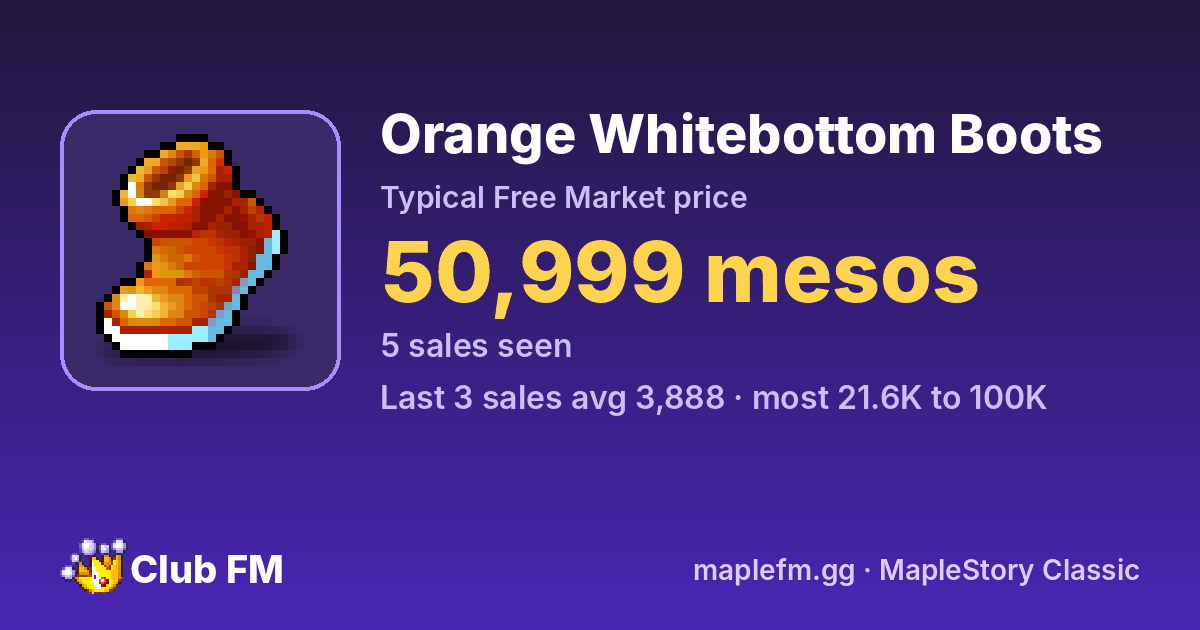 Orange Whitebottom Boots
Typical Free Market price
50,999 mesos
5 sales seen
Last 3 sales avg 3,888 · most 21.6K to 100K
Club FM
maplefm.gg · MapleStory Classic